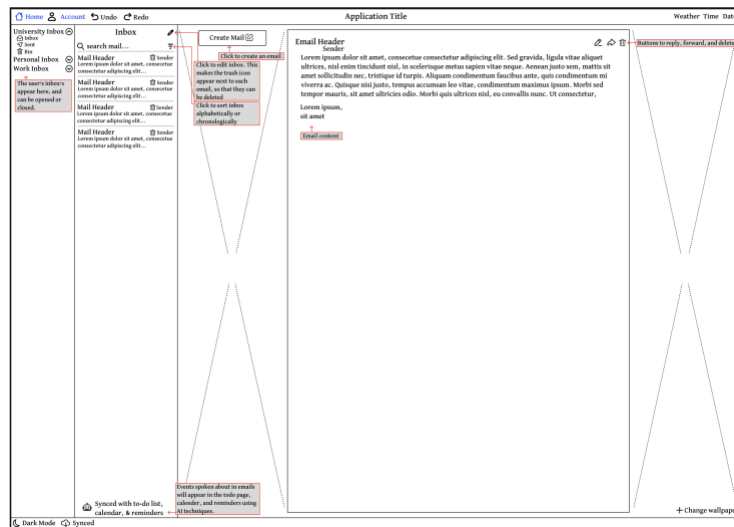 Home Account Undo Redo
Application Title
Weather Time Date
University Inbox
Inbox
Sent
Bin
Personal Inbox
Work Inbox
The user's inbox's
appear here, and
can be opened or
closed.
Inbox
search mail...
Mail Header Sender
Lorem ipsum dolor sit amet, consectetur
consectetur adipiscing elit...
Mail Header Sender
Lorem ipsum dolor sit amet, consectetur
consectetur adipiscing elit...
Mail Header Sender
Lorem ipsum dolor sit amet, consectetur
consectetur adipiscing elit...
Mail Header Sender
Lorem ipsum dolor sit amet, consectetur
consectetur adipiscing elit...
Synced with to-do list,
calendar, & reminders
Create Mail
Click to create an email
Click to edit inbox. This
makes the trash icon
appear next to each
email, so that they can
be deleted
Click to sort inbox
alphabetically or
chronologically
Events spoken about in emails
will appear in the todo page,
calender, and reminders using
AI techniques.
Email Header
Sender
Lorem ipsum dolor sit amet, consectetur consectetur adipiscing elit. Sed gravida, ligula vitae aliquet
ultrices, nisl enim tincidunt nisl, in scelerisque metus sapien vitae neque. Aenean justo sem, mattis sit
amet sollicitudin nec, tristique id turpis. Aliquam condimentum faucibus ante, quis condimentum mi
viverra ac. Quisque nisi justo, tempus accumsan leo vitae, condimentum maximus ipsum. Morbi sed
tempor mauris, sit amet ultricies odio. Morbi quis ultrices nisl, eu convallis nunc. Ut consectetur,
Lorem ipsum,
sit amet
Email content
Buttons to reply, forward, and delete
Change wallpaper
Dark Mode Synced